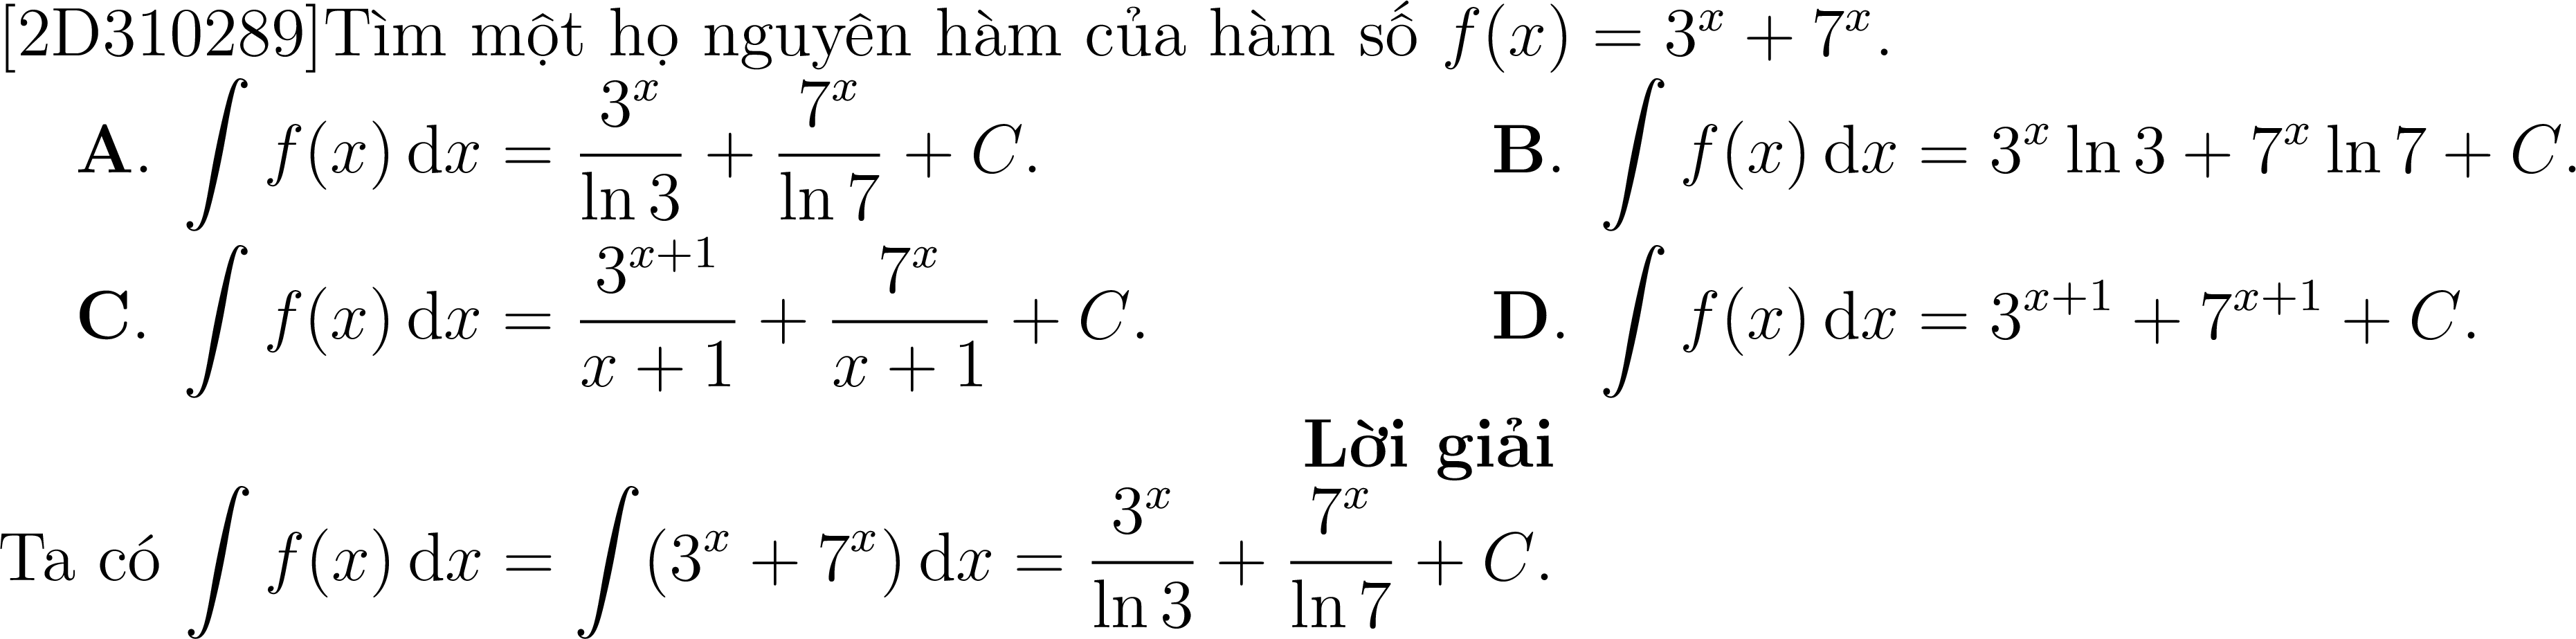 [2D310289]Tìm một họ nguyên hàm của hàm số $f(x) = 3^x + 7^x$.
A. $\int f(x)\,\mathrm{d}x = \frac{3^x}{\ln 3} + \frac{7^x}{\ln 7} + C$. B. $\int f(x)\,\mathrm{d}x = 3^x \ln 3 + 7^x \ln 7 + C$.
C. $\int f(x)\,\mathrm{d}x = \frac{3^{x+1}}{x+1} + \frac{7^x}{x+1} + C$. D. $\int f(x)\,\mathrm{d}x = 3^{x+1} + 7^{x+1} + C$.
Lời giải
Ta có $\int f(x)\,\mathrm{d}x = \int (3^x + 7^x)\,\mathrm{d}x = \frac{3^x}{\ln 3} + \frac{7^x}{\ln 7} + C$.